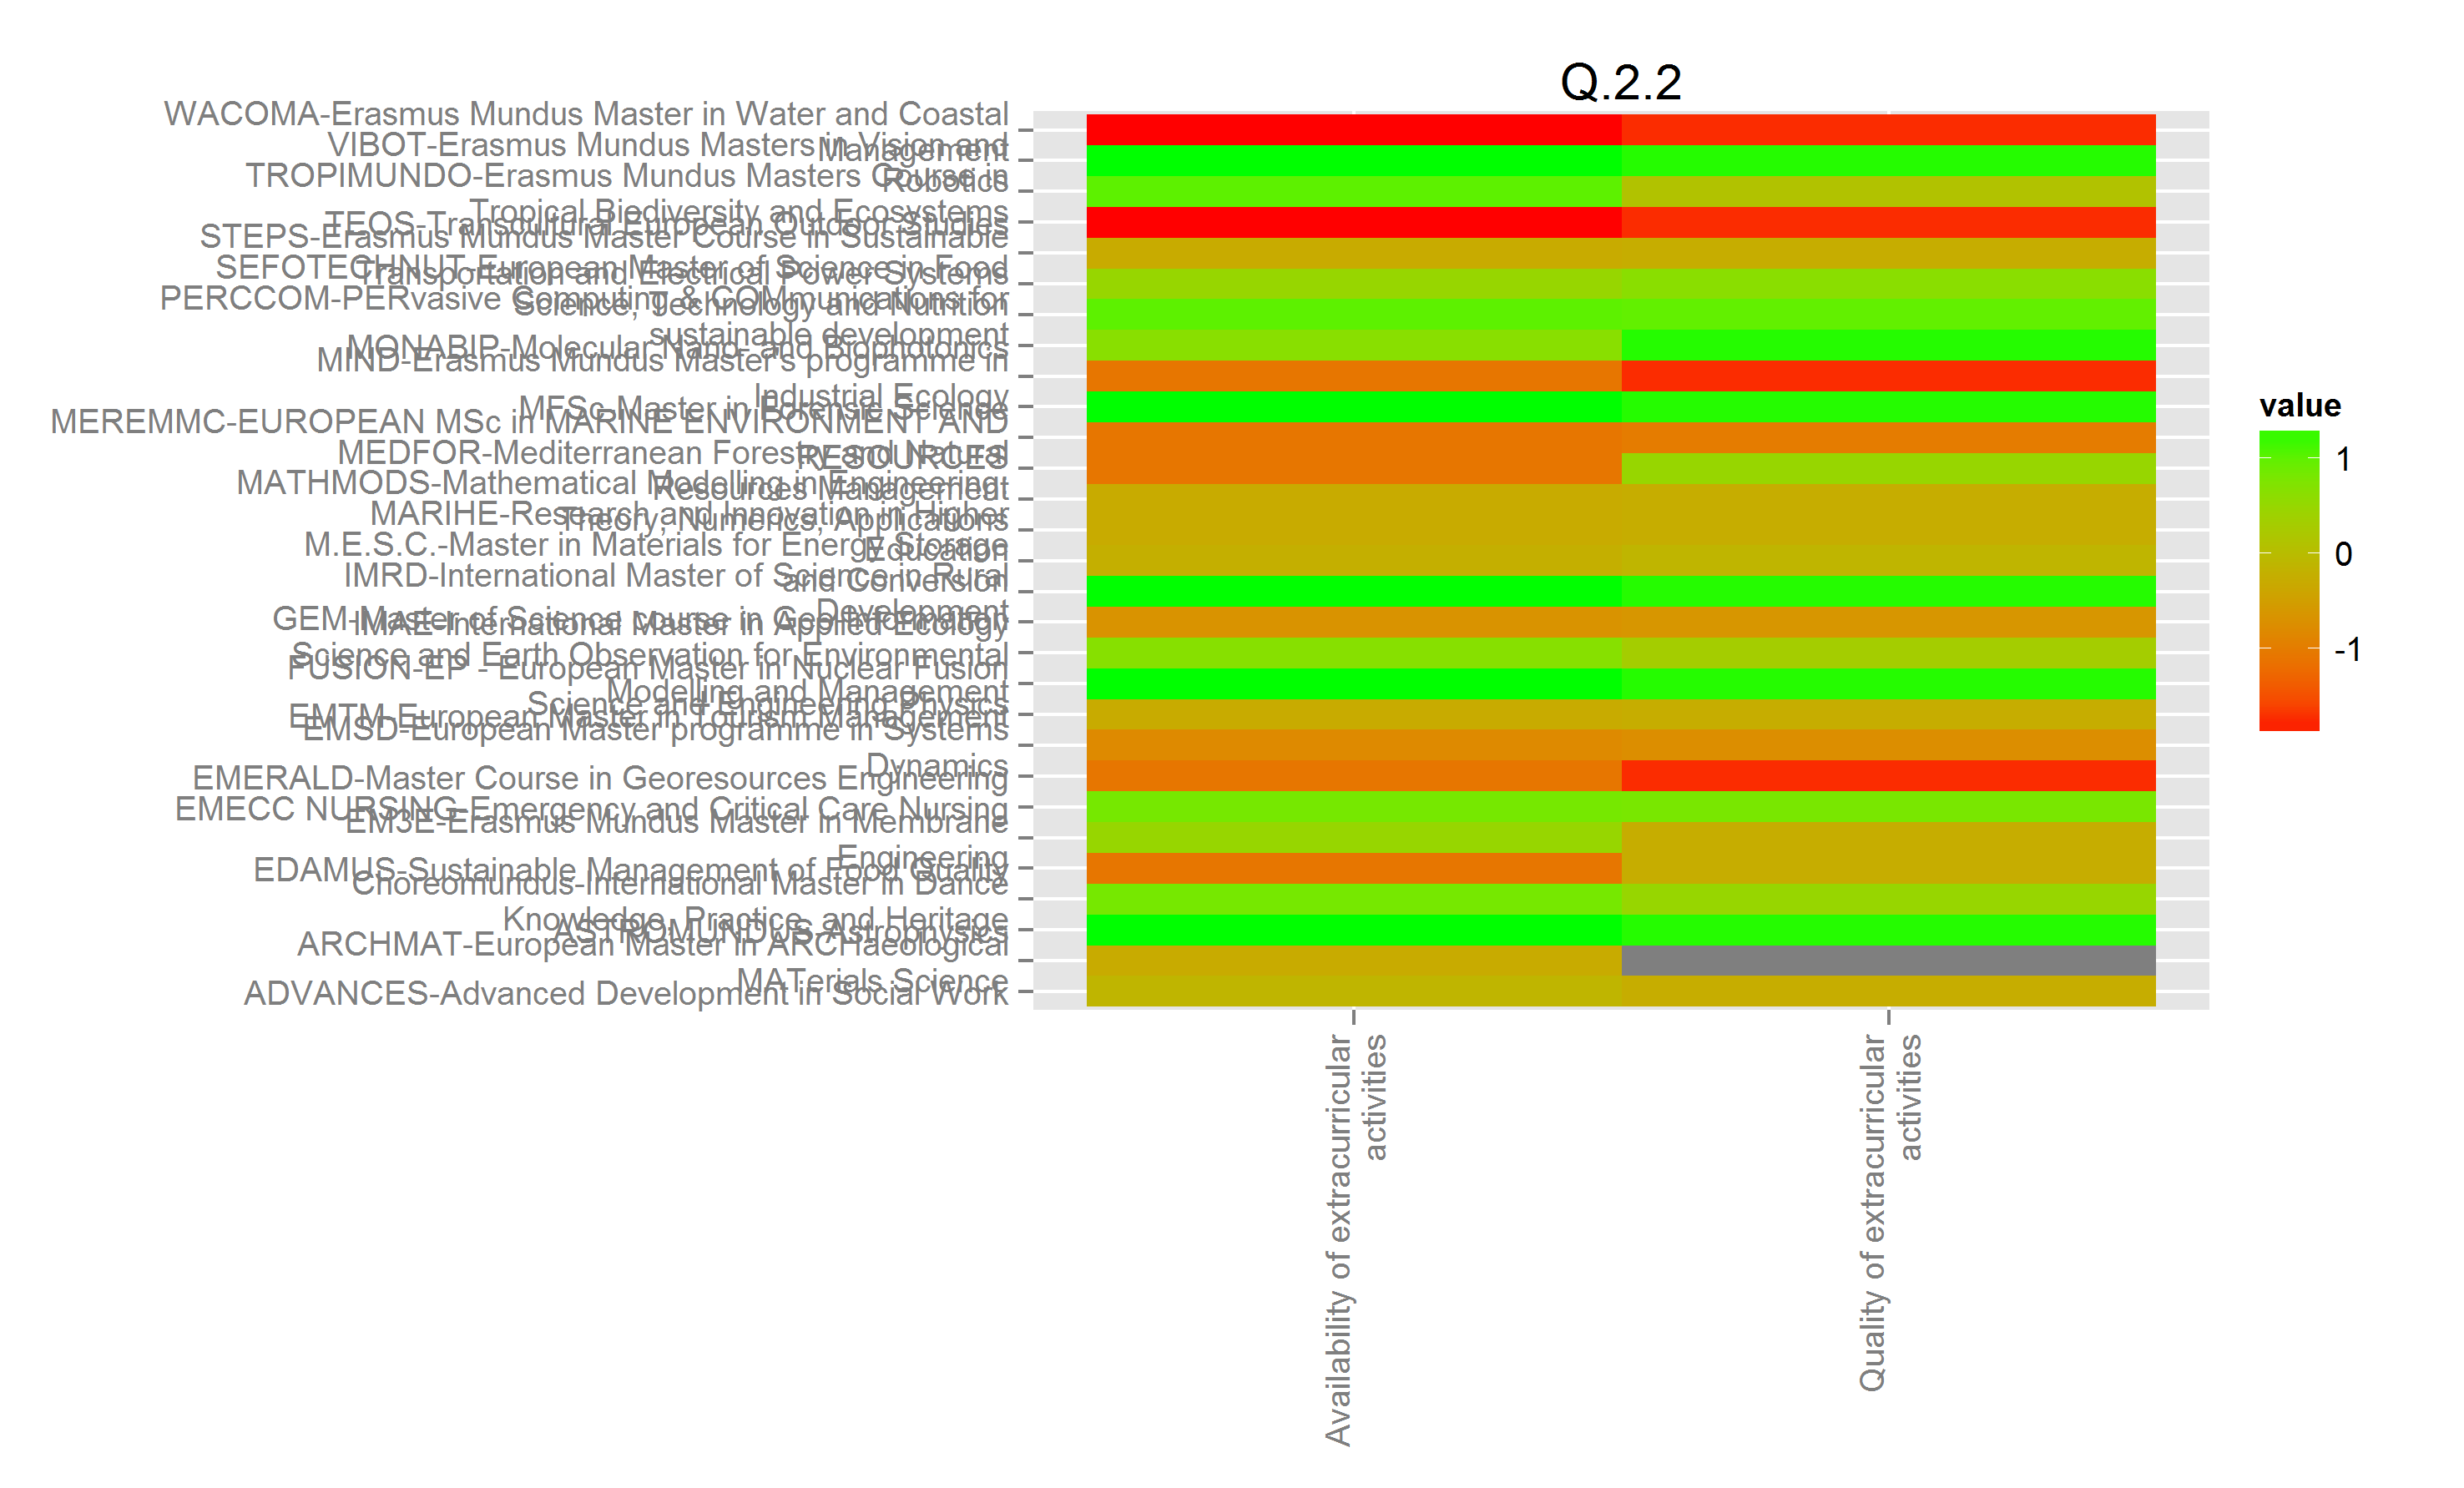 Q.2.2
WACOMA-Erasmus Mundus Master in Water and Coastal
Management
VIBOT-Erasmus Mundus Masters in Vision and
Robotics
TROPIMUNDO-Erasmus Mundus Masters Course in
Tropical Biodiversity and Ecosystems
TEOS-Transcultural European Outdoor Studies
STEPS-Erasmus Mundus Master Course in Sustainable
Transportation and Electrical Power Systems
SEFOTECHNUT-European Master of Science in Food
Science, Technology and Nutrition
PERCCOM-PERvasive Computing & COMmunications for
sustainable development
MONABIP-Molecular Nano- and Biophotonics
MIND-Erasmus Mundus Master's programme in
Industrial Ecology
MFSc-Master in Forensic Science
MEREMMC-EUROPEAN MSc in MARINE ENVIRONMENT AND
RESOURCES
MEDFOR-Mediterranean Forestry and Natural
Resources Management
MATHMODS-Mathematical Modelling in Engineering:
Theory, Numerics, Applications
MARIHE-Research and Innovation in Higher
Education
M.E.S.C.-Master in Materials for Energy Storage
and Conversion
IMRD-International Master of Science in Rural
Development
IMAE-International Master in Applied Ecology
GEM-Master of Science course in Geo-Information
Science and Earth Observation for Environmental
Modelling and Management
FUSION-EP - European Master in Nuclear Fusion
Science and Engineering Physics
EMTM-European Master in Tourism Management
EMSD-European Master programme in Systems
Dynamics
EMERALD-Master Course in Georesources Engineering
EMECC NURSING-Emergency and Critical Care Nursing
EM3E-Erasmus Mundus Master in Membrane
Engineering
EDAMUS-Sustainable Management of Food Quality
Choreomundus-International Master in Dance
Knowledge, Practice, and Heritage
ASTROMUNDUS-Astrophysics
ARCHMAT-European Master in ARCHaeological
MATerials Science
ADVANCES-Advanced Development in Social Work
Availability of extracurricular
activities
Quality of extracurricular
activities
value
1
0
-1